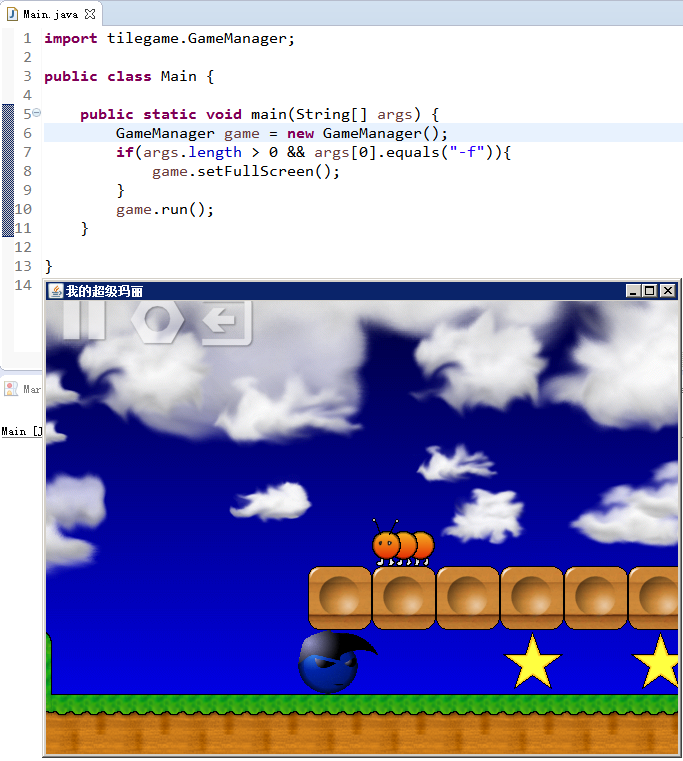 Main.java
1 import tilegame.GameManager;
2
3 public class Main {
4
5 public static void main(String[] args) {
6 GameManager game = new GameManager();
7 if(args.length > 0 && args[0].equals("-f")){
8 game.setFullScreen();
9 }
10 game.run();
11 }
12
13 }
14
我的超级玛丽
Mar
Main [J